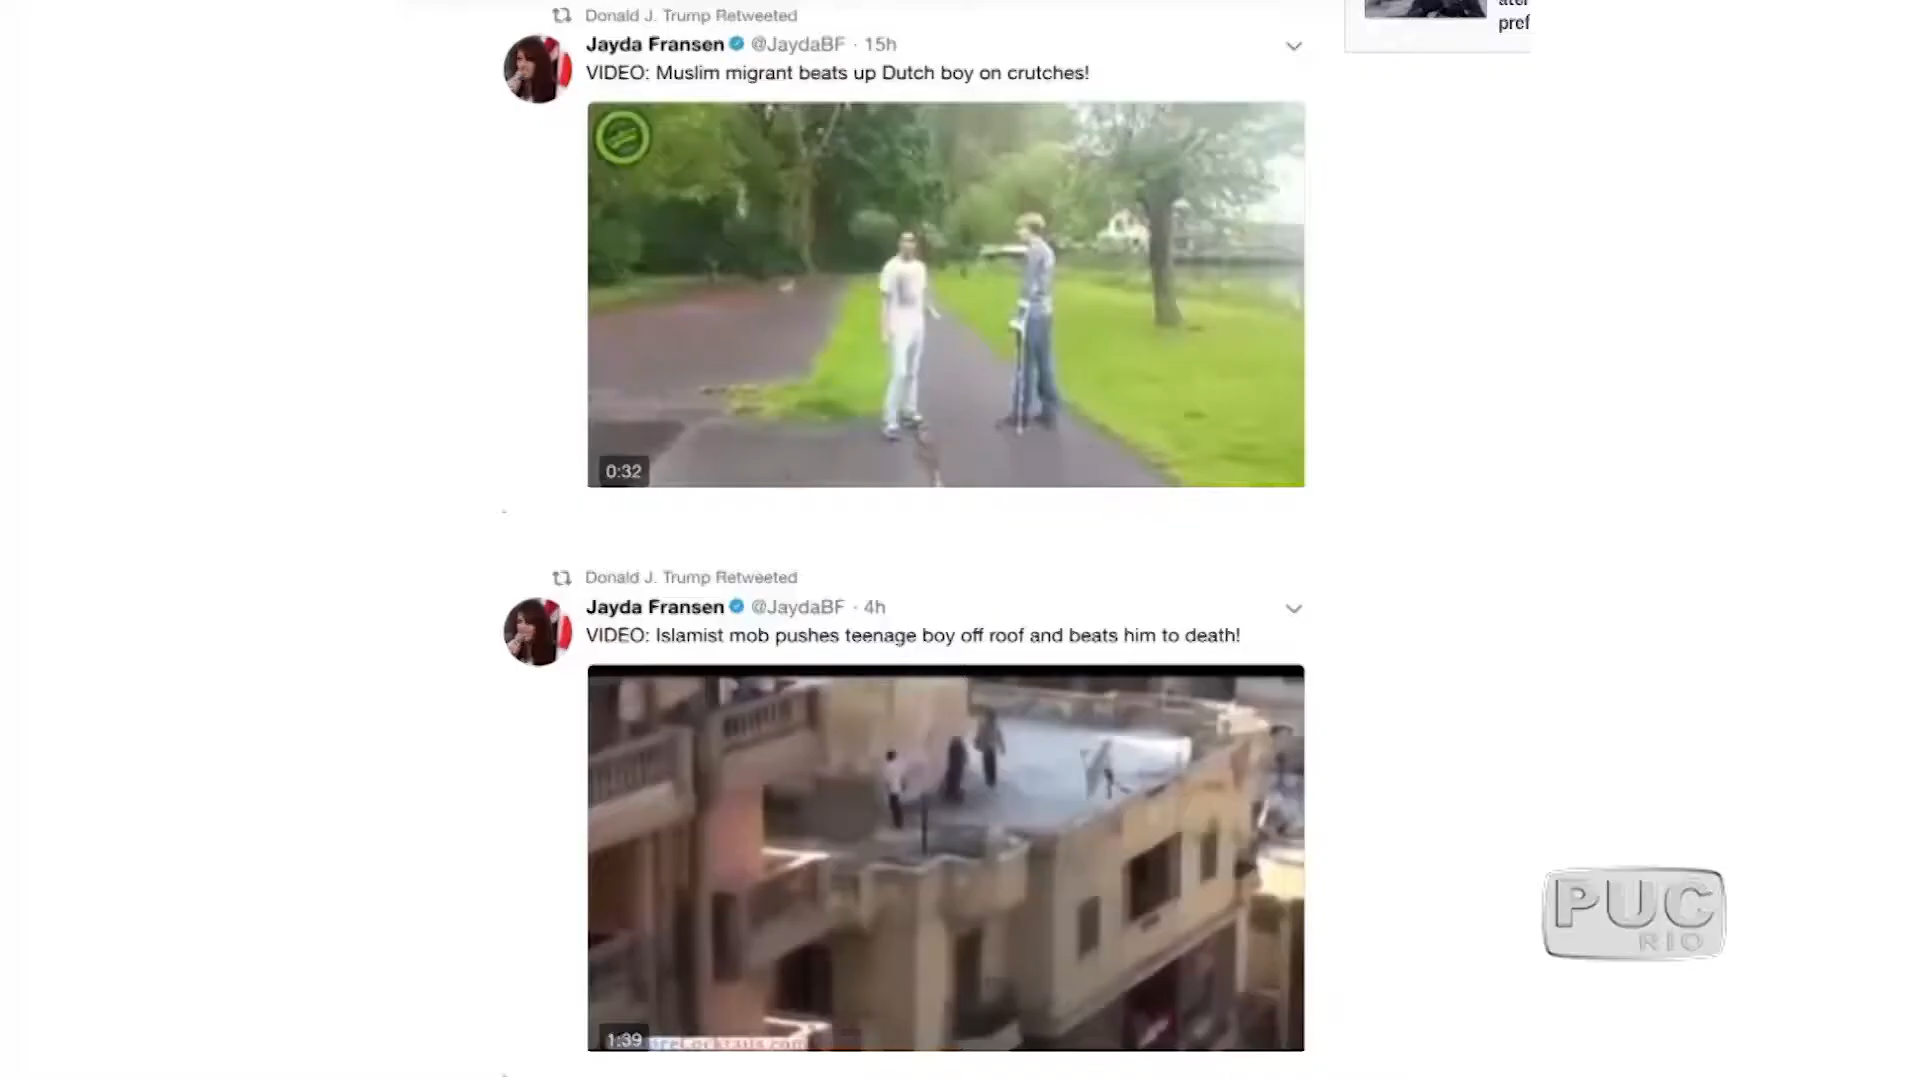 ater
pref
Donald J. Trump Retweeted
Jayda Fransen @JaydaBF · 15h
VIDEO: Muslim migrant beats up Dutch boy on crutches!
0:32
Donald J. Trump Retweeted
Jayda Fransen @JaydaBF · 4h
VIDEO: Islamist mob pushes teenage boy off roof and beats him to death!
1:39
PUC
RIO